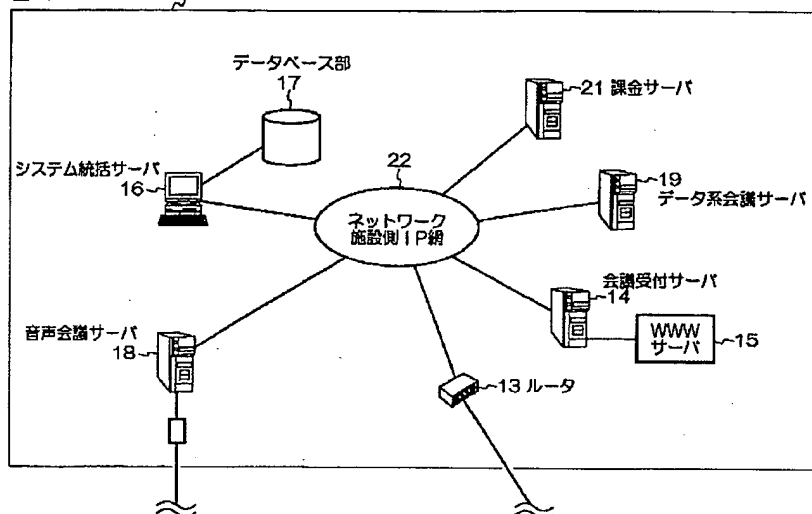 データベース部
17
21 課金サーバ
システム統括サーバ
16
22
19
データ系会議サーバ
ネットワーク
施設側IP網
会議受付サーバ
14
WWW
サーバ
15
音声会議サーバ
18
13 ルータ